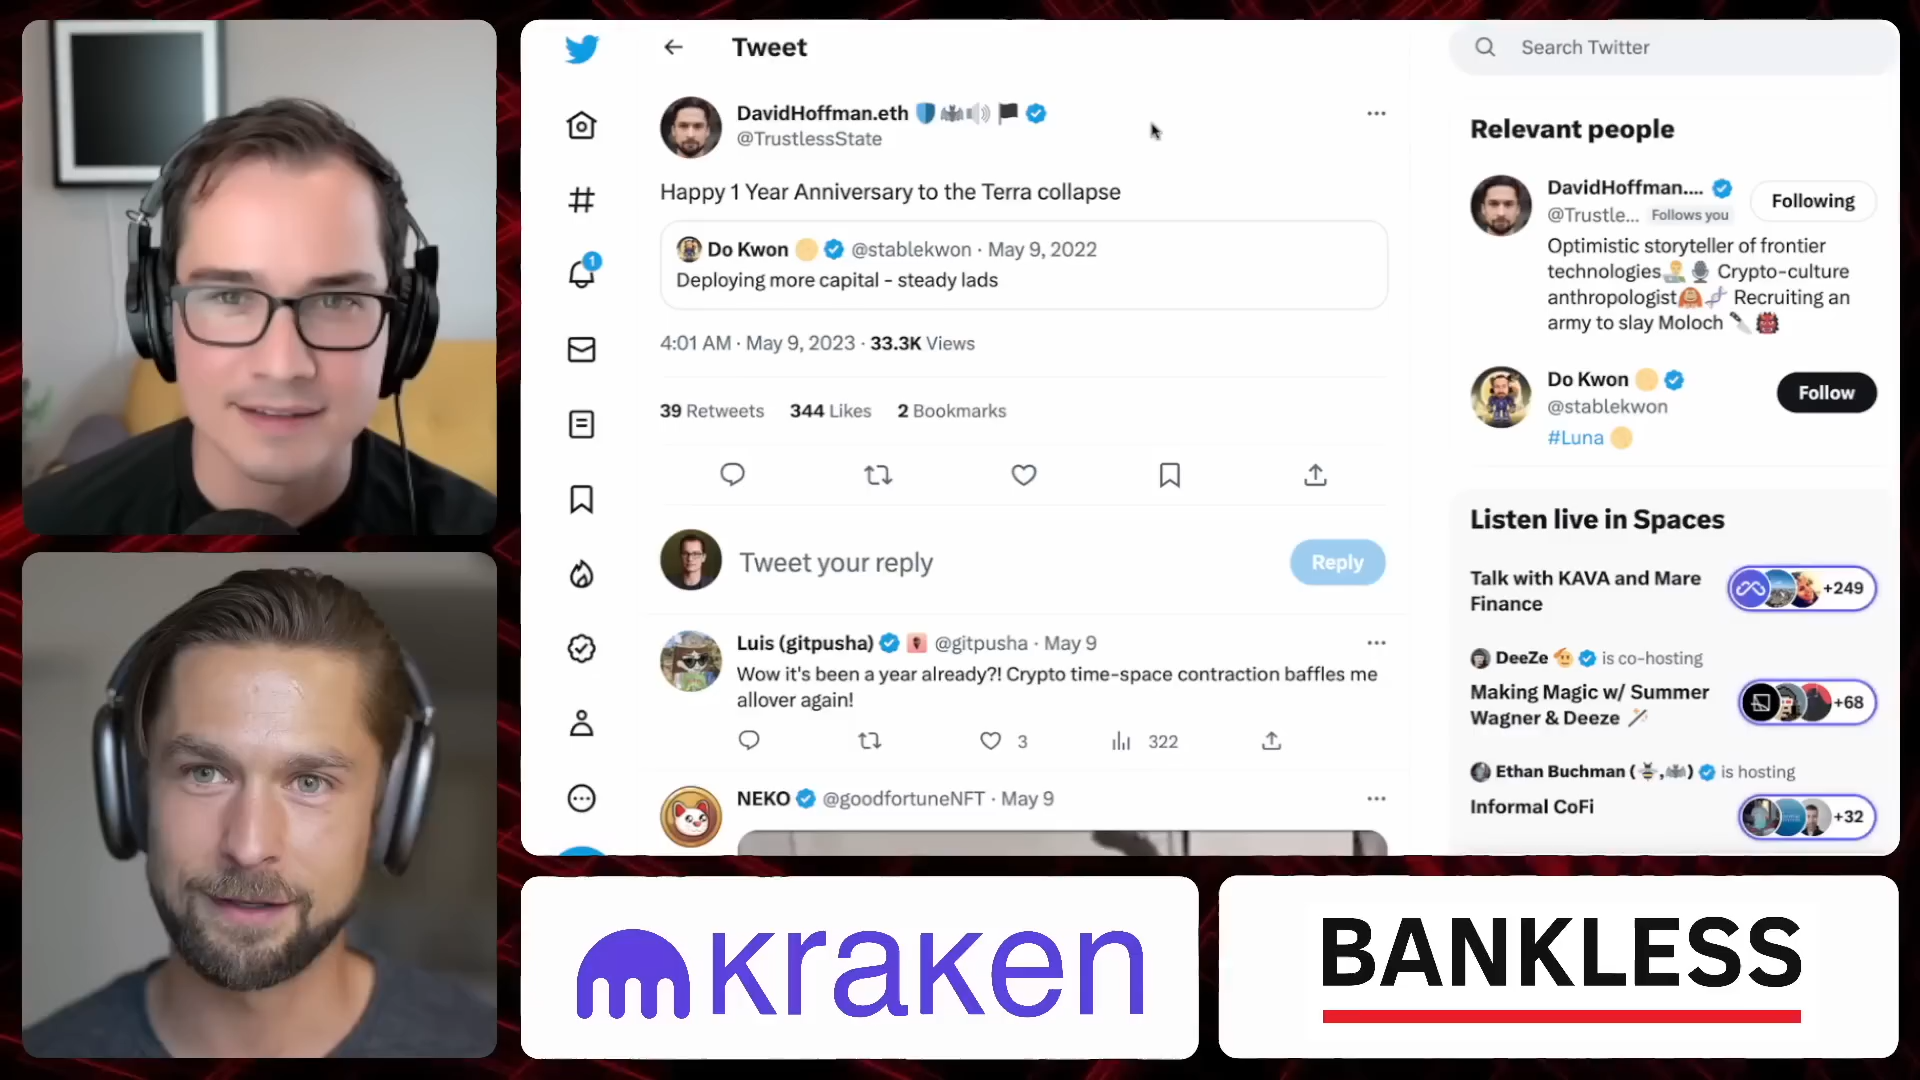 Tweet
DavidHoffman.eth
@TrustlessState
Happy 1 Year Anniversary to the Terra collapse
Do Kwon @stablekwon · May 9, 2022
Deploying more capital - steady lads
4:01 AM · May 9, 2023 · 33.3K Views
39 Retweets 344 Likes 2 Bookmarks
Tweet your reply
Reply
Luis (gitpusha) @gitpusha · May 9
Wow it's been a year already?! Crypto time-space contraction baffles me
allover again!
3
322
NEKO @goodfortuneNFT · May 9
1
Search Twitter
Relevant people
DavidHoffman....
@Trustle... Follows you
Following
Optimistic storyteller of frontier
technologies Crypto-culture
anthropologist Recruiting an
army to slay Moloch
Do Kwon
@stablekwon
Follow
#Luna
Listen live in Spaces
Talk with KAVA and Mare
Finance
+249
DeeZe is co-hosting
Making Magic w/ Summer
Wagner & Deeze
+68
Ethan Buchman ( , ) is hosting
Informal CoFi
+32
kraken
BANKLESS